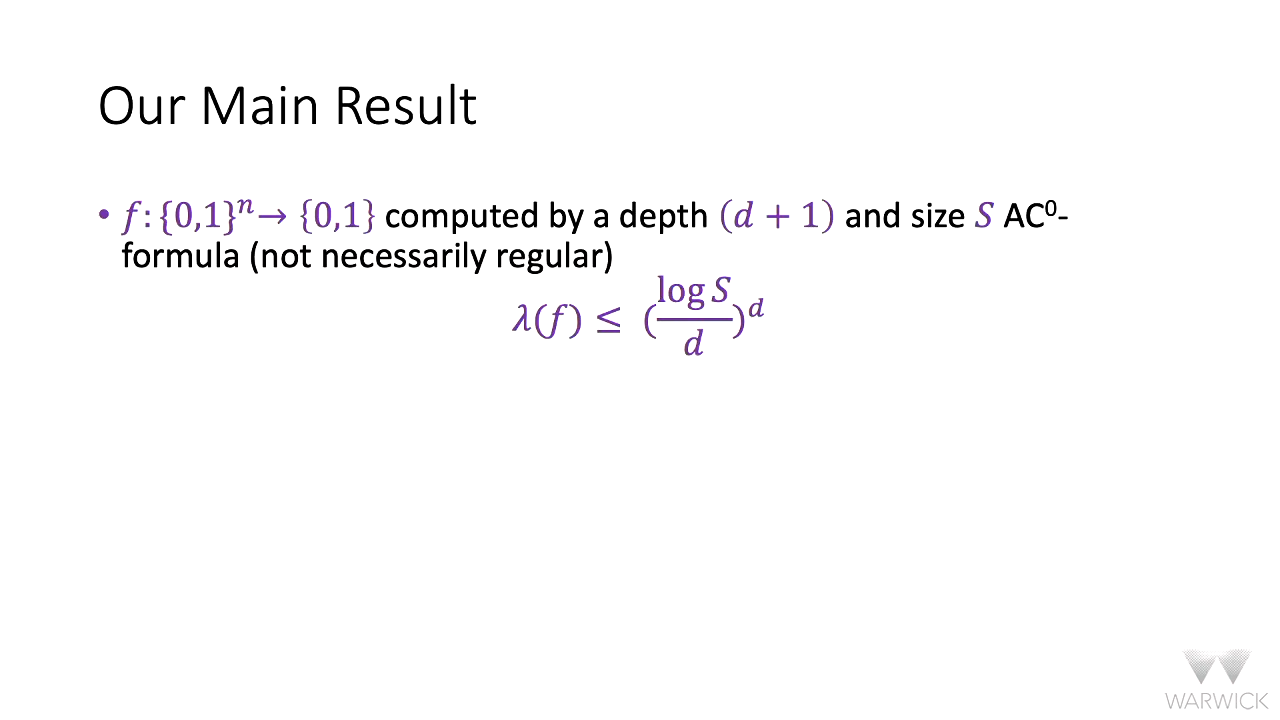 Our Main Result
• f: {0,1}ⁿ → {0,1} computed by a depth (d + 1) and size S AC⁰-
formula (not necessarily regular)
λ(f) ≤ (log S / d)ᵈ
WARWICK